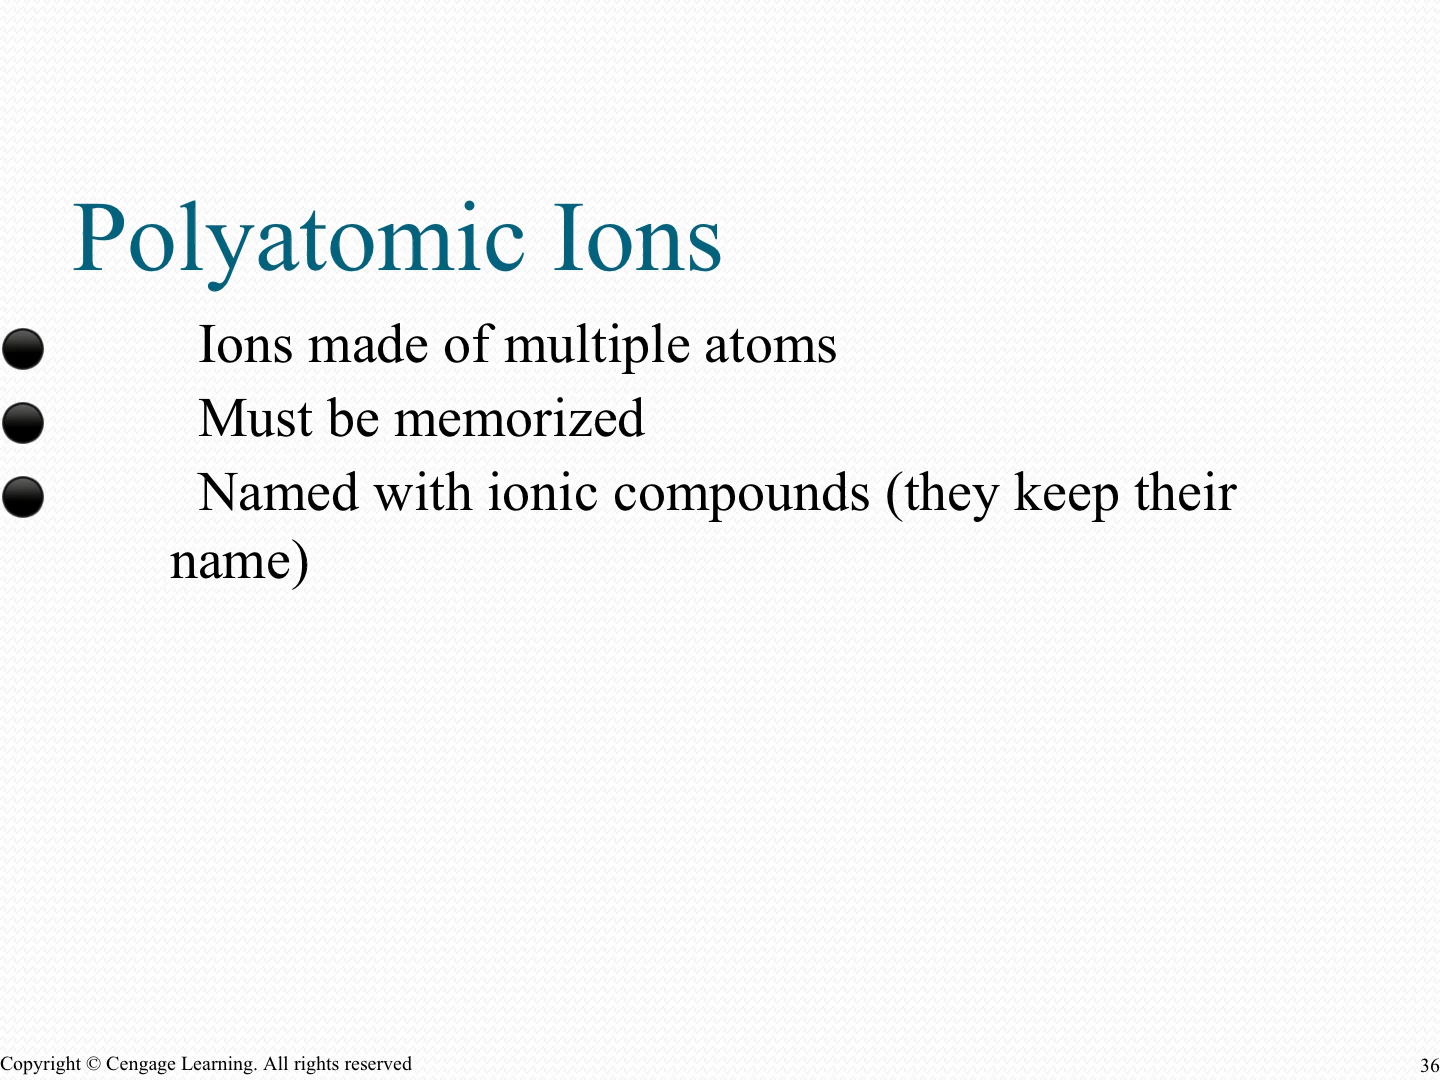 Polyatomic Ions
Ions made of multiple atoms
Must be memorized
Named with ionic compounds (they keep their
name)
Copyright © Cengage Learning. All rights reserved
36